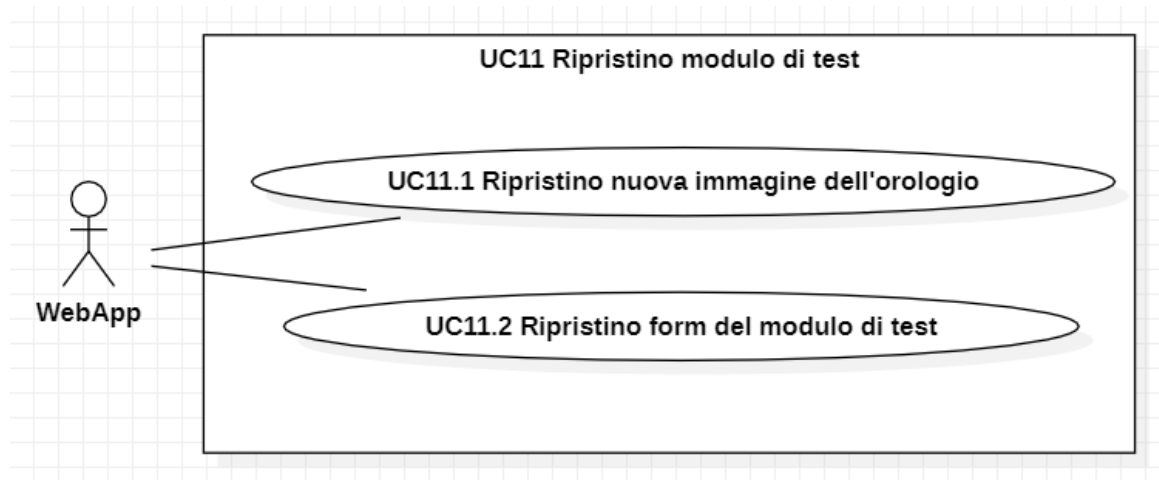 UC11 Ripristino modulo di test
UC11.1 Ripristino nuova immagine dell'orologio
WebApp
UC11.2 Ripristino form del modulo di test